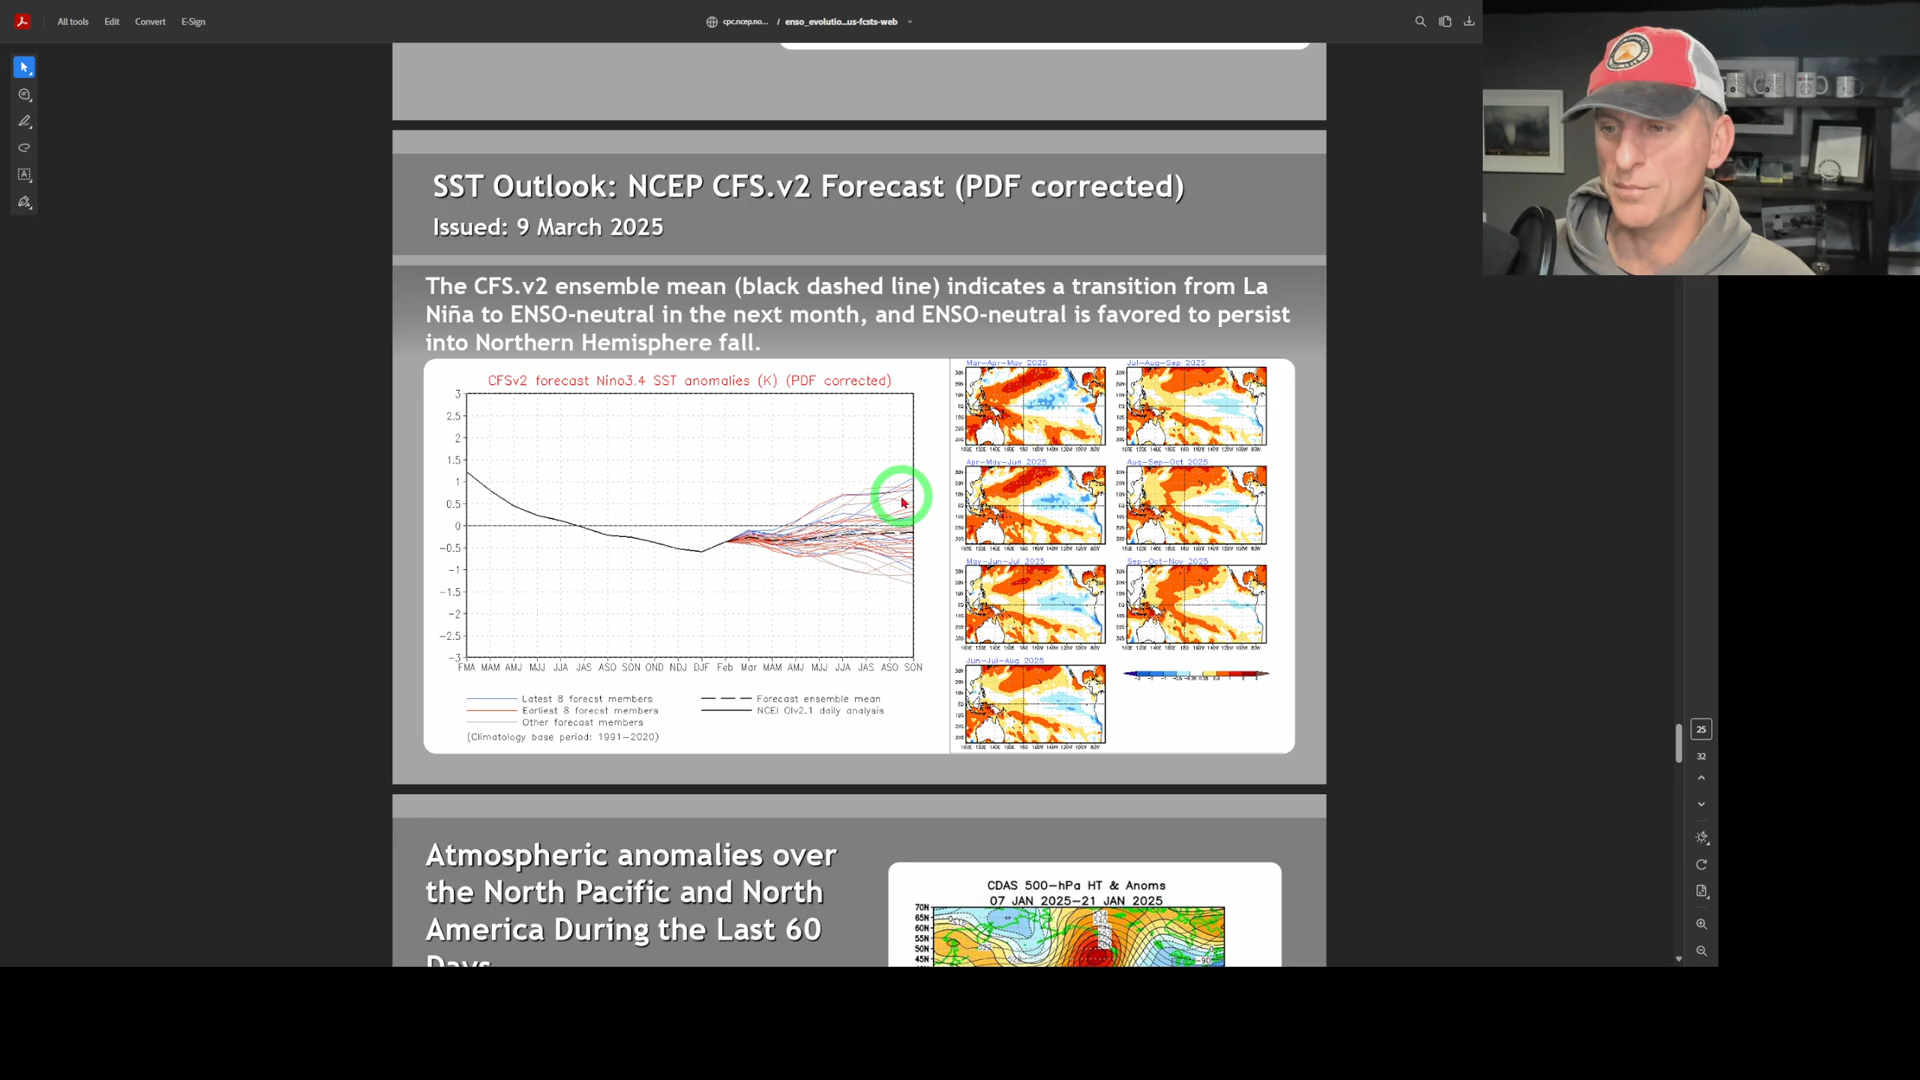 All tools
Edit
Convert
E-Sign
cpc.ncep.no... / enso_evolutio...us-fcsts-web
SST Outlook: NCEP CFS.v2 Forecast (PDF corrected)
Issued: 9 March 2025
The CFS.v2 ensemble mean (black dashed line) indicates a transition from La
Niña to ENSO-neutral in the next month, and ENSO-neutral is favored to persist
into Northern Hemisphere fall.
CFSv2 forecast Nino3.4 SST anomalies (K) (PDF corrected)
3
2.5
2
1.5
1
0.5
0
-0.5
-1
-1.5
-2
-2.5
-3
FMA MAM AMJ MJJ JJA JAS ASO SON OND NDJ DJF Feb Mar MAM AMJ MJJ JJA JAS ASO SON
Latest 8 forecst members
Earliest 8 forecst members
Other forecast members
(Climatology base period: 1991-2020)
Forecast ensemble mean
NCEI OIv2.1 daily analysis
Mar-Apr-May 2025
Jul-Aug-Sep 2025
Apr-May-Jun 2025
Aug-Sep-Oct 2025
May-Jun-Jul 2025
Sep-Oct-Nov 2025
Jun-Jul-Aug 2025
25
32
Atmospheric anomalies over
the North Pacific and North
America During the Last 60
Days
CDAS 500-hPa HT & Anoms
07 JAN 2025-21 JAN 2025
70N
65N
60N
55N
50N
45N